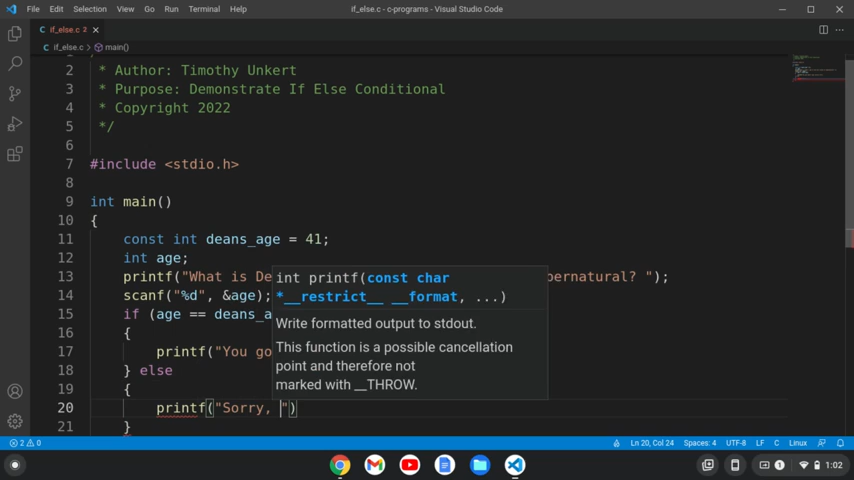 File Edit Selection View Go Run Terminal Help if_else.c - c-programs - Visual Studio Code
C if_else.c 2
C if_else.c > main()
2 * Author: Timothy Unkert
3 * Purpose: Demonstrate If Else Conditional
4 * Copyright 2022
5 */
6
7 #include <stdio.h>
8
9 int main()
10 {
11 const int deans_age = 41;
12 int age;
13 printf("What is De pernatural? ");
14 scanf("%d", &age);
15 if (age == deans_a
16 {
17 printf("You go
18 } else
19 {
20 printf("Sorry, ")
21 }
int printf(const char
*__restrict__ __format, ...)
Write formatted output to stdout.
This function is a possible cancellation
point and therefore not
marked with __THROW.
2 0 Ln 20, Col 24 Spaces: 4 UTF-8 LF C Linux
1 1:02